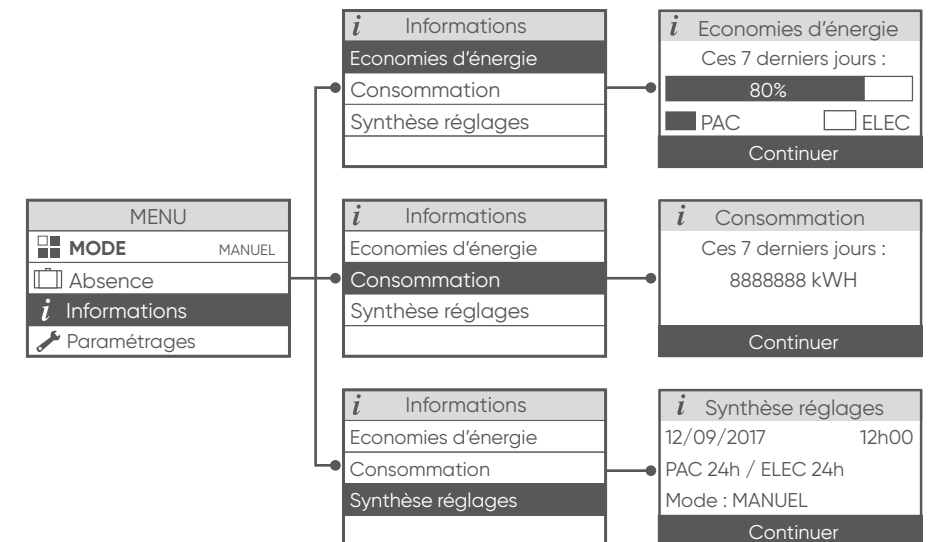 MENU
MODE MANUEL
Absence
i Informations
Paramétrages
i Informations
Economies d'énergie
Consommation
Synthèse réglages
i Economies d'énergie
Ces 7 derniers jours :
80%
PAC ELEC
Continuer
i Informations
Economies d'énergie
Consommation
Synthèse réglages
i Consommation
Ces 7 derniers jours :
8888888 kWH
Continuer
i Informations
Economies d'énergie
Consommation
Synthèse réglages
i Synthèse réglages
12/09/2017 12h00
PAC 24h / ELEC 24h
Mode : MANUEL
Continuer